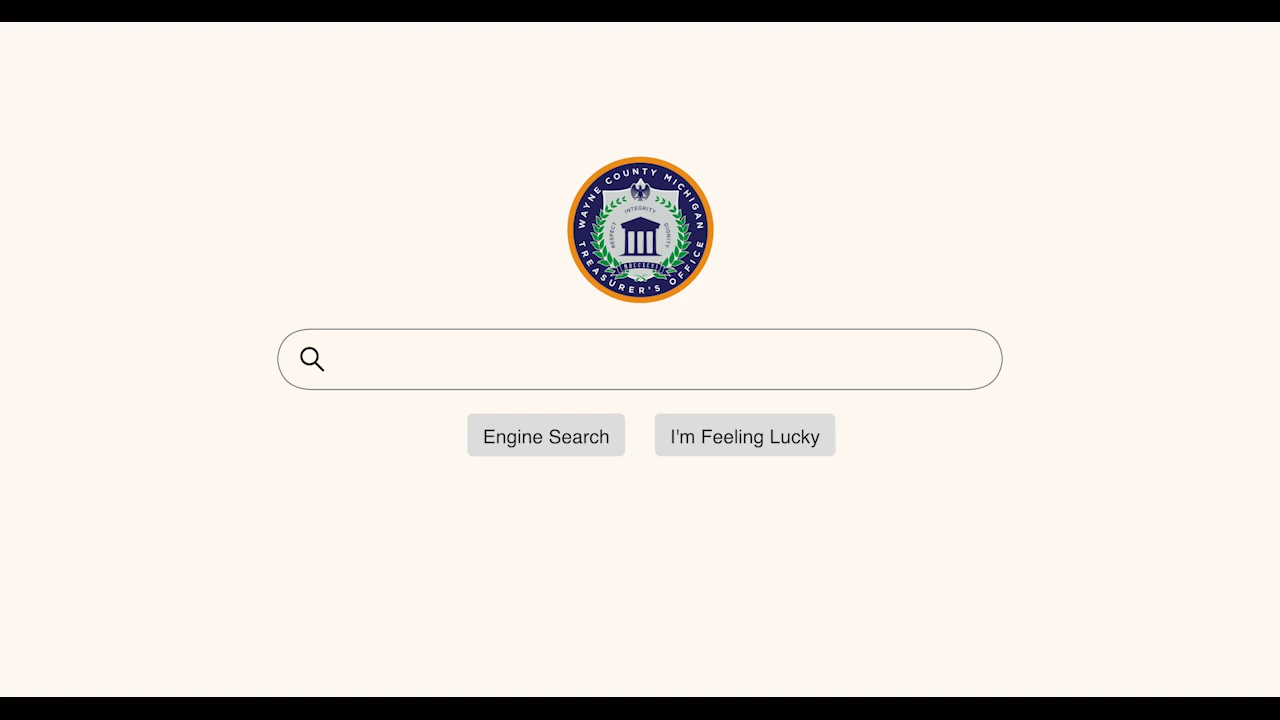 WAYNE COUNTY MICHIGAN
INTEGRITY
RESPECT
DIGNITY
TREASURER'S OFFICE
Engine Search
I'm Feeling Lucky